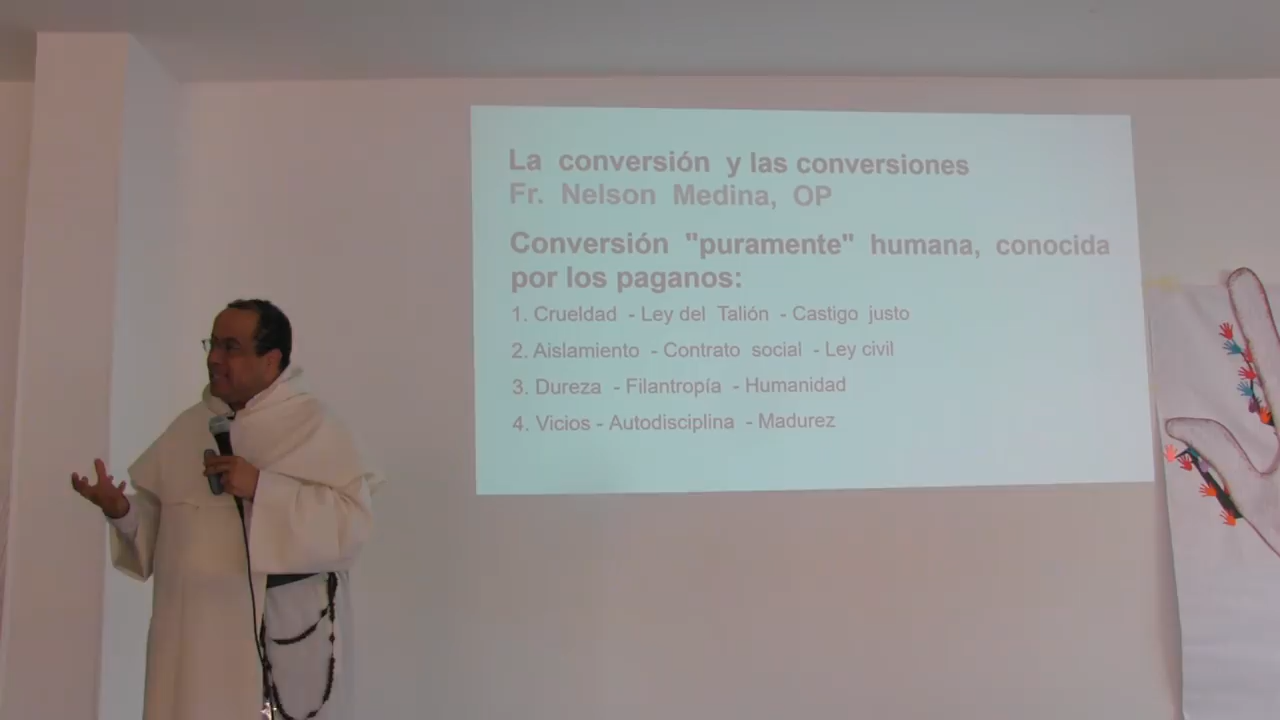 La conversión y las conversiones
Fr. Nelson Medina, OP
Conversión "puramente" humana, conocida
por los paganos:
1. Crueldad - Ley del Talión - Castigo justo
2. Aislamiento - Contrato social - Ley civil
3. Dureza - Filantropía - Humanidad
4. Vicios - Autodisciplina - Madurez